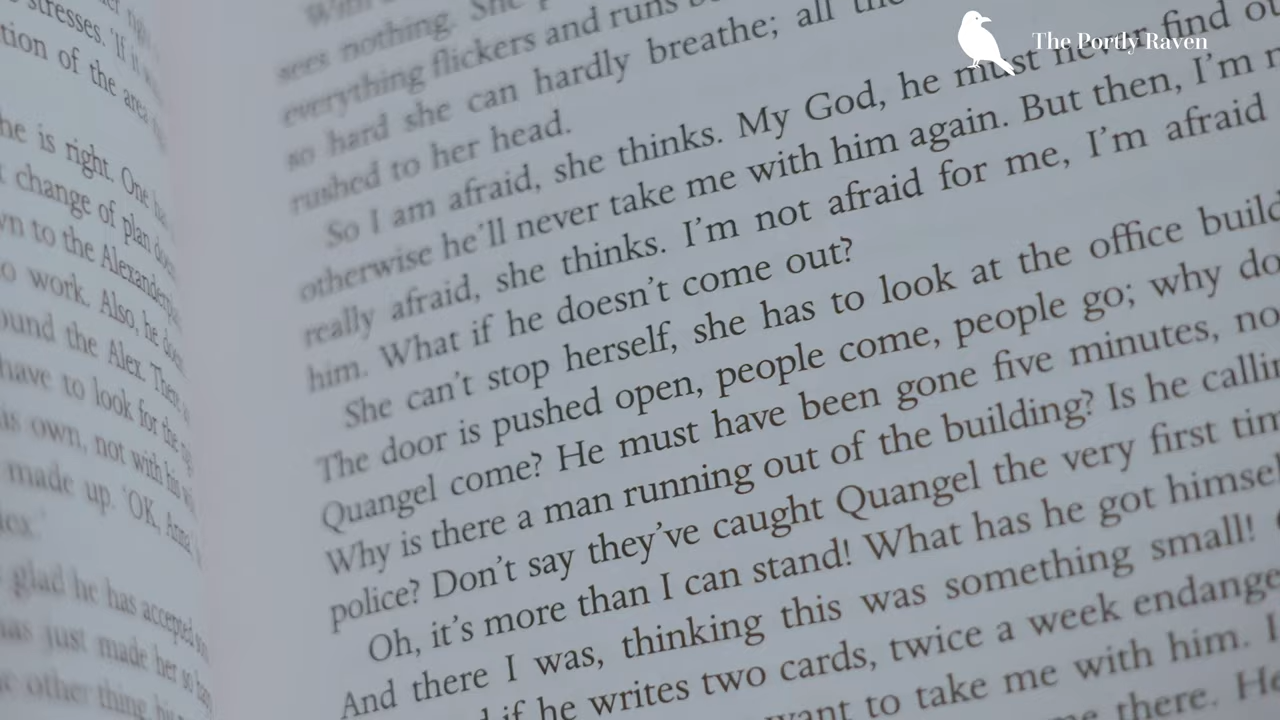 stresses. 'If it
tion of the area
he is right. One
change of plan
to the
o work. Also, he
ound the Alex.
have to look for the
is own, not with his
made up. 'OK,
glad he has accepted
has just made her so
other thing
sees nothing. She
everything flickers and runs
so hard she can hardly breathe; all
rushed to her head.
So I am afraid, she thinks. My God, he must never find
otherwise he'll never take me with him again. But then, I'm
really afraid, she thinks. I'm not afraid for me, I'm afraid
him. What if he doesn't come out?
She can't stop herself, she has to look at the office build
The door is pushed open, people come, people go; why do
Quangel come? He must have been gone five minutes, no
Why is there a man running out of the building? Is he callin
police? Don't say they've caught Quangel the very first tim
Oh, it's more than I can stand! What has he got himsel
And there I was, thinking this was something small!
if he writes two cards, twice a week endange
want to take me with him. I
there. He
The Portly Raven